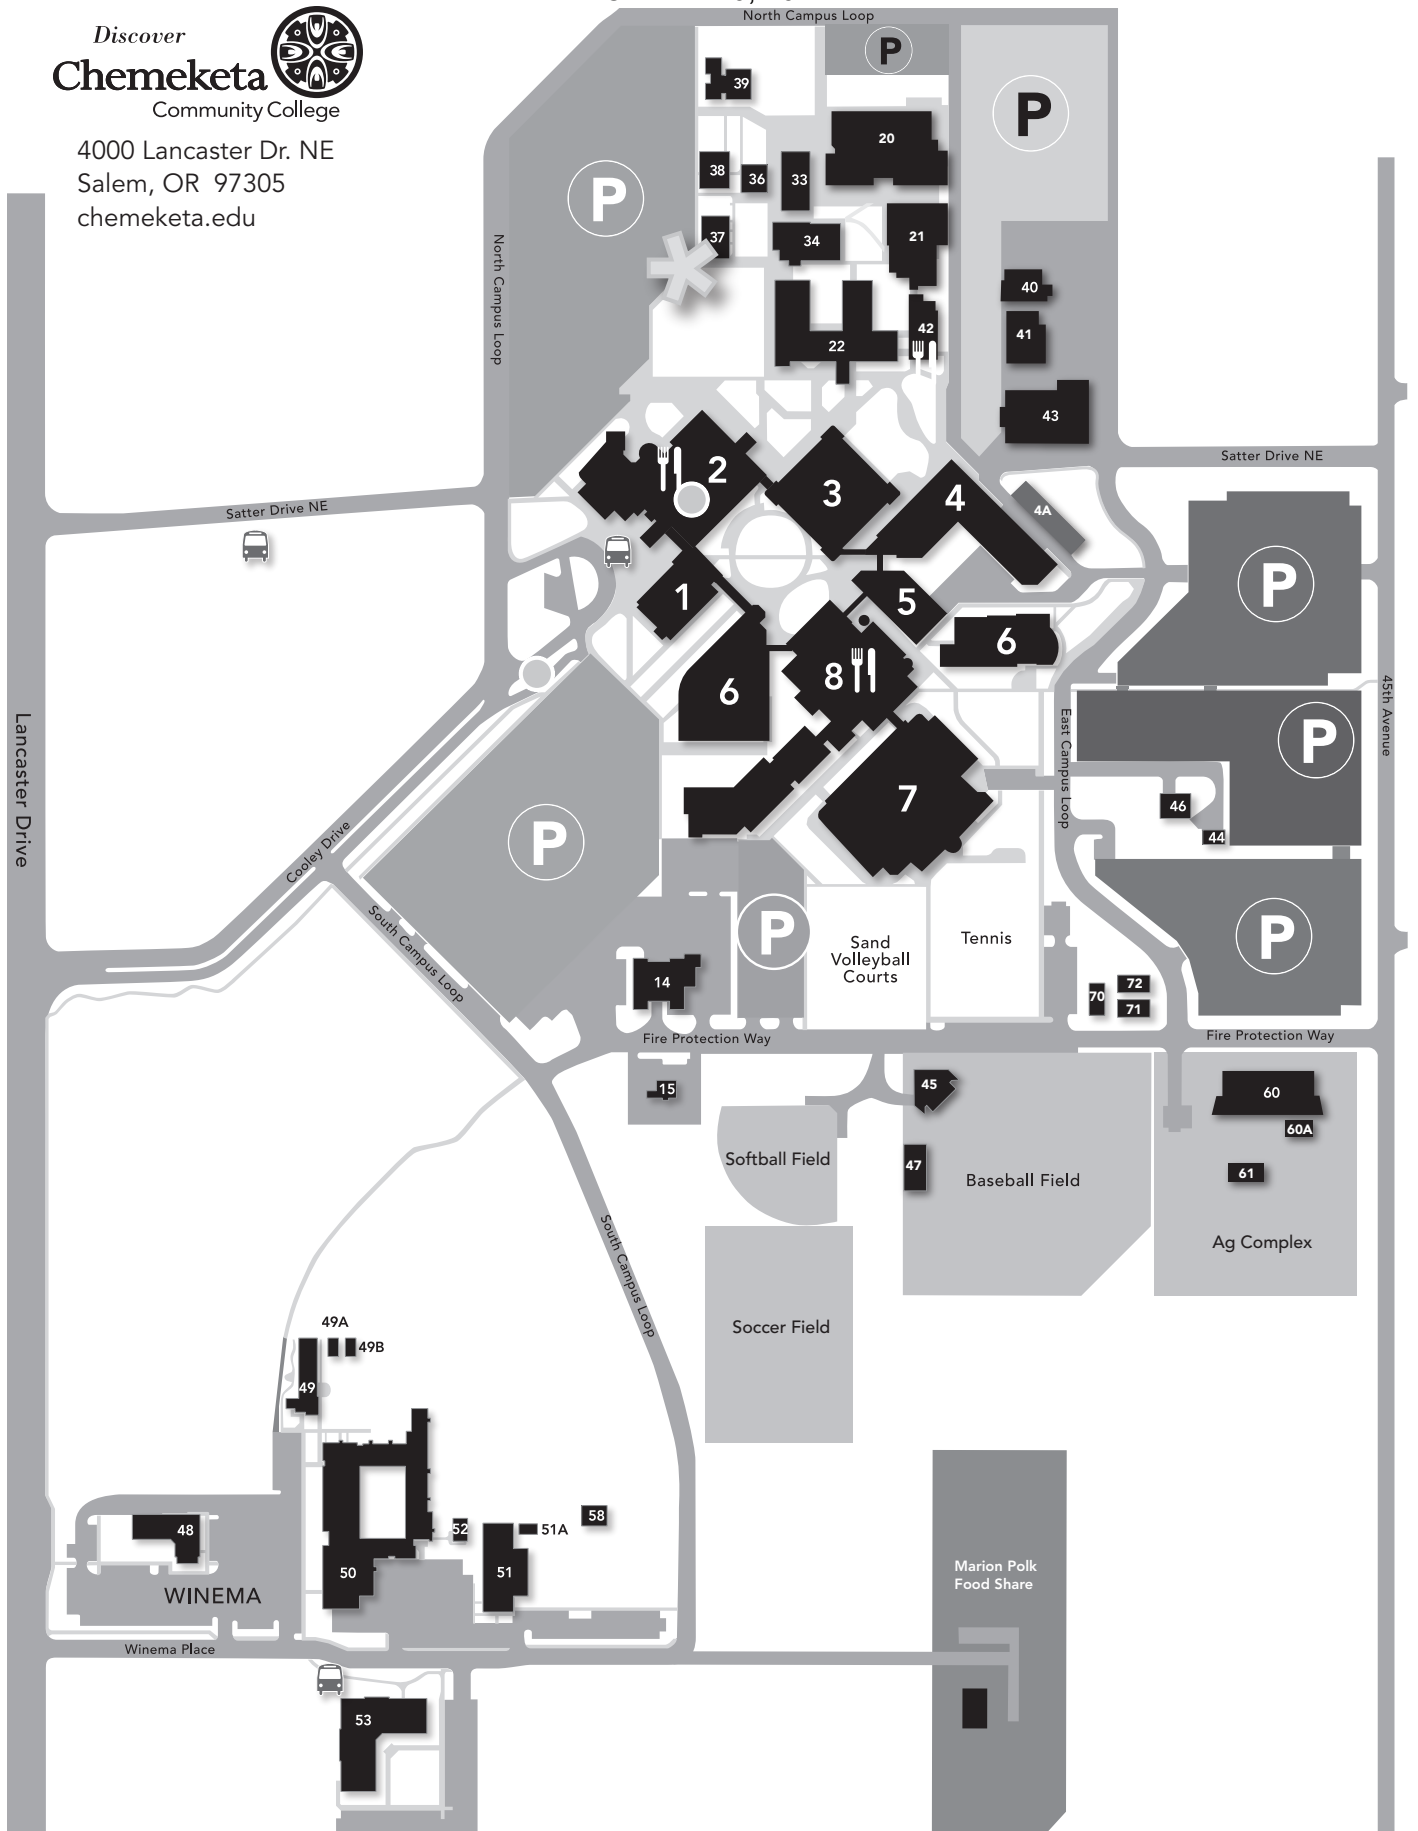 North Campus Loop
Discover
Chemeketa
Community College
4000 Lancaster Dr. NE
Salem, OR 97305
chemeketa.edu
P
P
P
39
20
38
36
33
37
34
21
North Campus Loop
40
42
41
22
43
Satter Drive NE
2
3
4
4A
Satter Drive NE
P
1
5
6
6
8
45th Avenue
Lancaster Drive
East Campus Loop
P
7
46
44
P
Cooley Drive
South Campus Loop
P
P
Sand
Volleyball
Courts
Tennis
14
70
72
71
Fire Protection Way
Fire Protection Way
15
45
60
60A
Softball Field
47
Baseball Field
61
Ag Complex
South Campus Loop
Soccer Field
49A
49B
49
58
48
52
51A
50
51
WINEMA
Marion Polk
Food Share
Winema Place
53